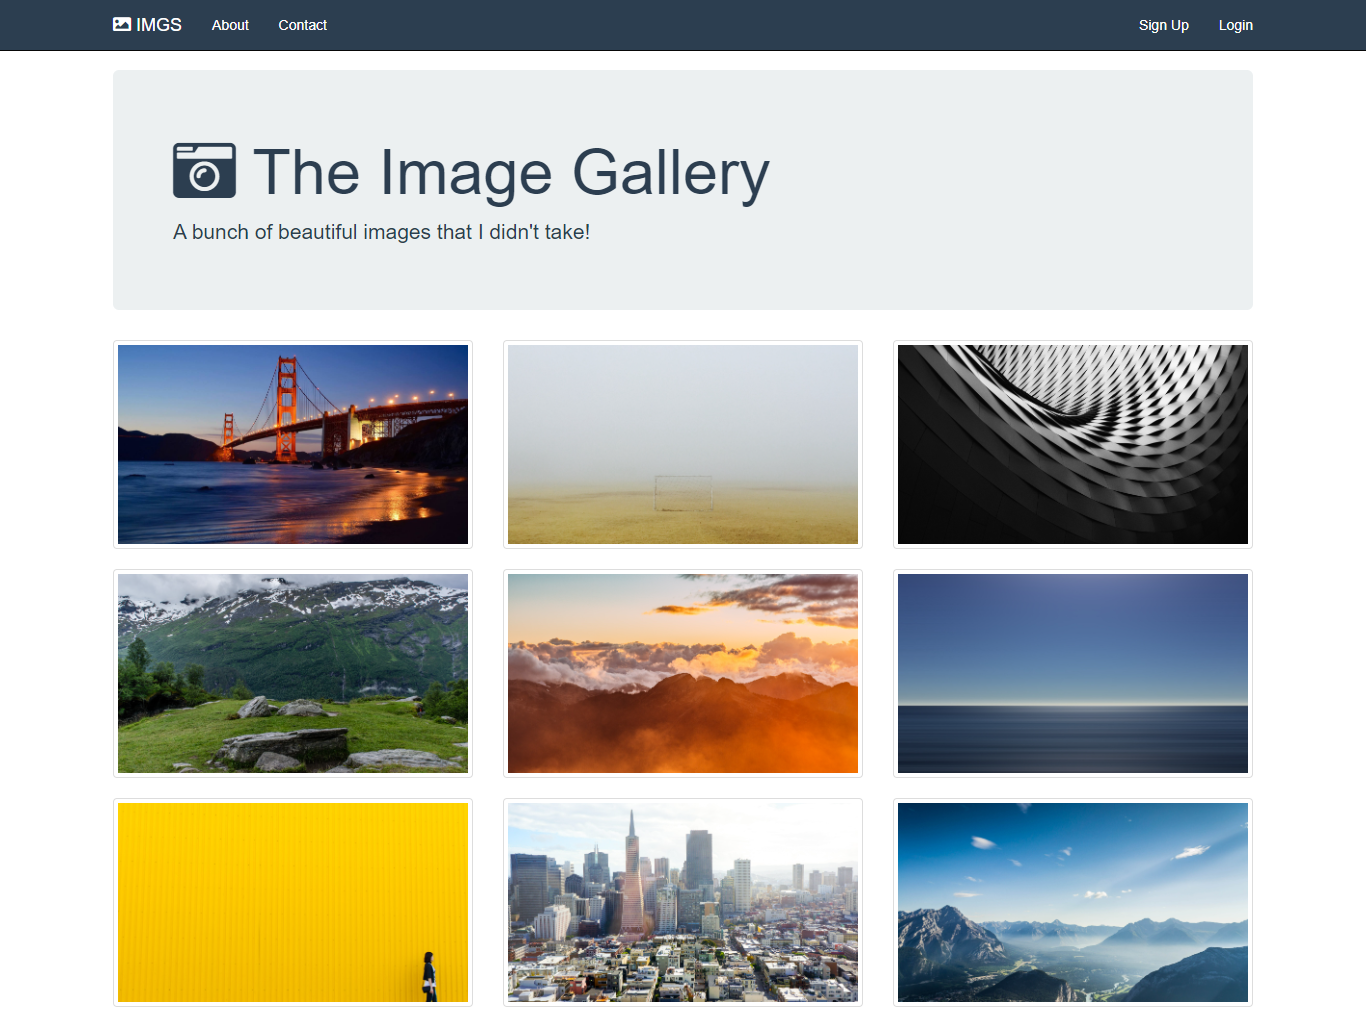 IMGS About Contact Sign Up Login
The Image Gallery
A bunch of beautiful images that I didn't take!